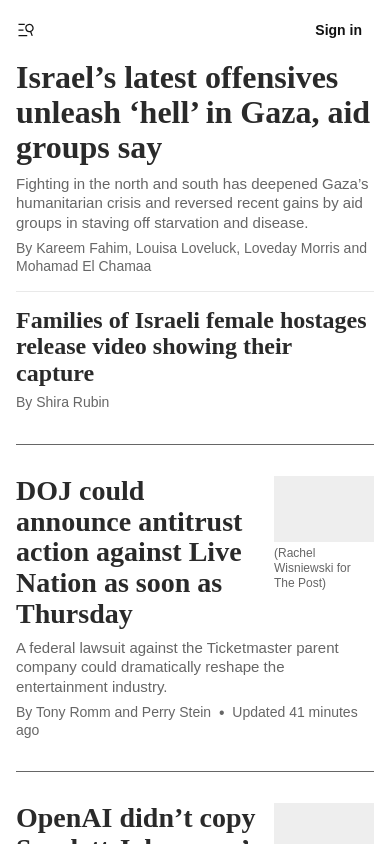 Sign in
Israel’s latest offensives
unleash ‘hell’ in Gaza, aid
groups say
Fighting in the north and south has deepened Gaza’s
humanitarian crisis and reversed recent gains by aid
groups in staving off starvation and disease.
By Kareem Fahim, Louisa Loveluck, Loveday Morris and
Mohamad El Chamaa
Families of Israeli female hostages
release video showing their
capture
By Shira Rubin
DOJ could
announce antitrust
action against Live
Nation as soon as
Thursday
(Rachel
Wisniewski for
The Post)
A federal lawsuit against the Ticketmaster parent
company could dramatically reshape the
entertainment industry.
By Tony Romm and Perry Stein • Updated 41 minutes
ago
OpenAI didn’t copy